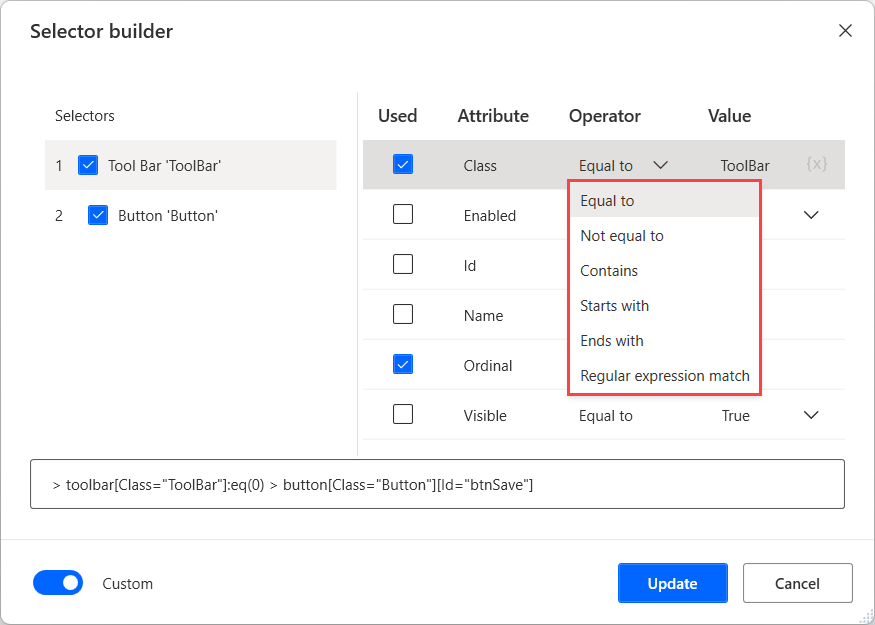 Selector builder
Selectors
1 Tool Bar 'ToolBar'
2 Button 'Button'
Used Attribute Operator Value
Class Equal to ToolBar {x}
Enabled
Id
Name
Ordinal
Visible Equal to True
Equal to
Not equal to
Contains
Starts with
Ends with
Regular expression match
> toolbar[Class="ToolBar"]:eq(0) > button[Class="Button"][Id="btnSave"]
Custom
Update Cancel